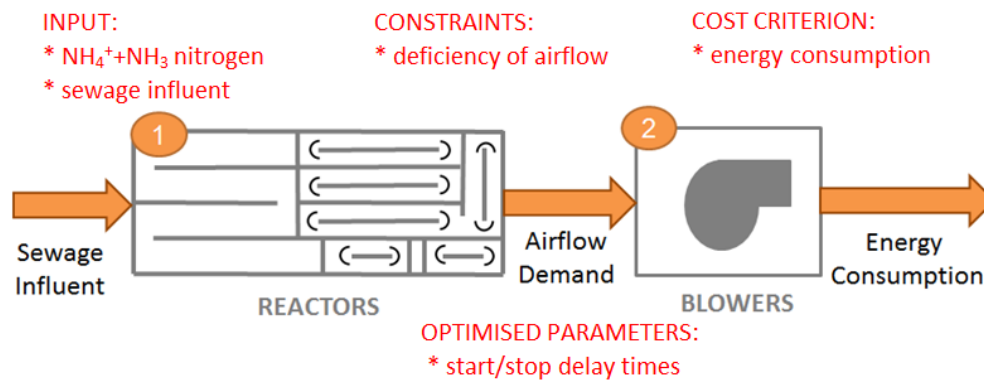 INPUT:
* NH₄⁺+NH₃ nitrogen
* sewage influent
CONSTRAINTS:
* deficiency of airflow
COST CRITERION:
* energy consumption
1
2
Sewage
Influent
REACTORS
Airflow
Demand
BLOWERS
Energy
Consumption
OPTIMISED PARAMETERS:
* start/stop delay times